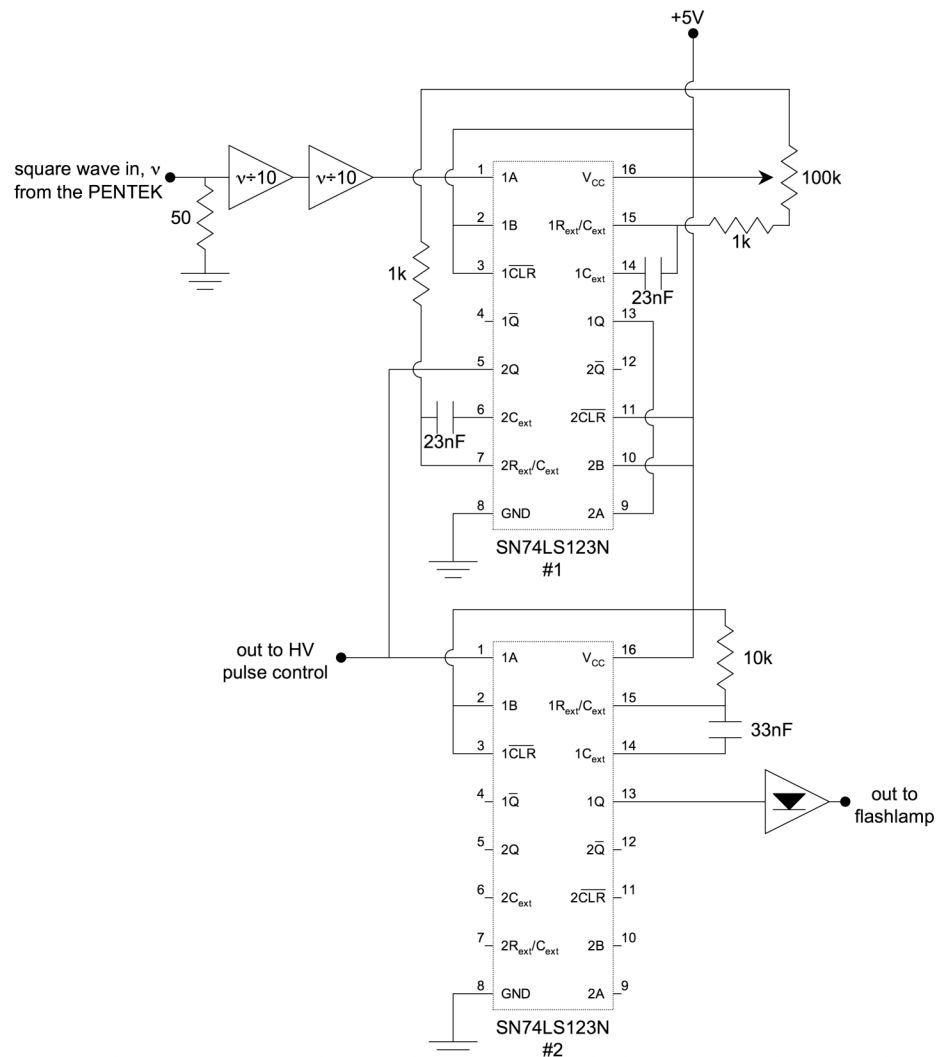 +5V
square wave in, ν
from the PENTEK
ν÷10
ν÷10
50
1k
100k
1k
23nF
23nF
1 1A
2 1B
3 1CLR
4 1Q
5 2Q
6 2Cext
7 2Rext/Cext
8 GND
VCC 16
1Rext/Cext 15
1Cext 14
1Q 13
2Q 12
2CLR 11
2B 10
2A 9
SN74LS123N
#1
out to HV
pulse control
10k
33nF
1 1A
2 1B
3 1CLR
4 1Q
5 2Q
6 2Cext
7 2Rext/Cext
8 GND
VCC 16
1Rext/Cext 15
1Cext 14
1Q 13
2Q 12
2CLR 11
2B 10
2A 9
out to
flashlamp
SN74LS123N
#2